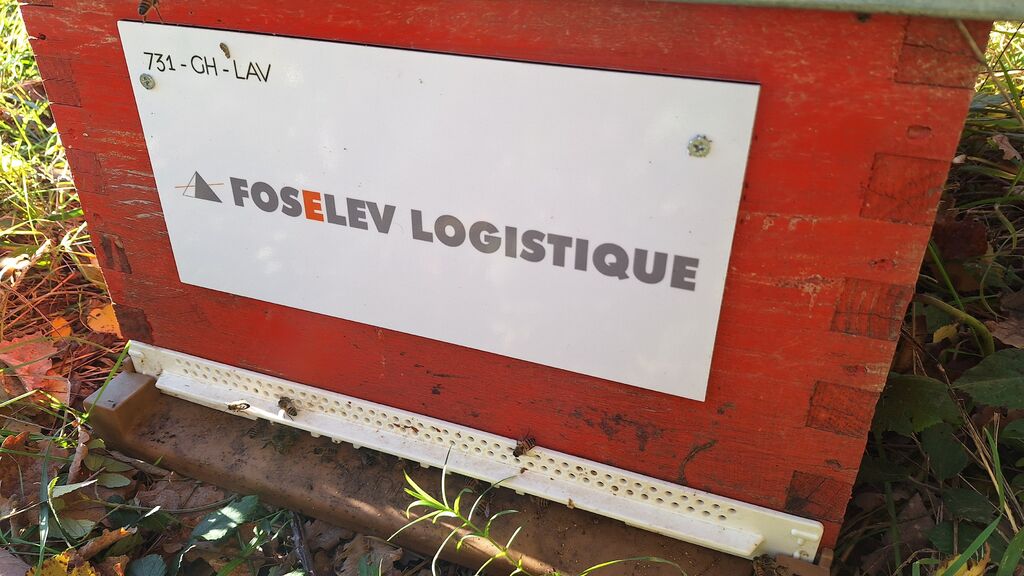 731 - GH - LAV
FOSELEV LOGISTIQUE